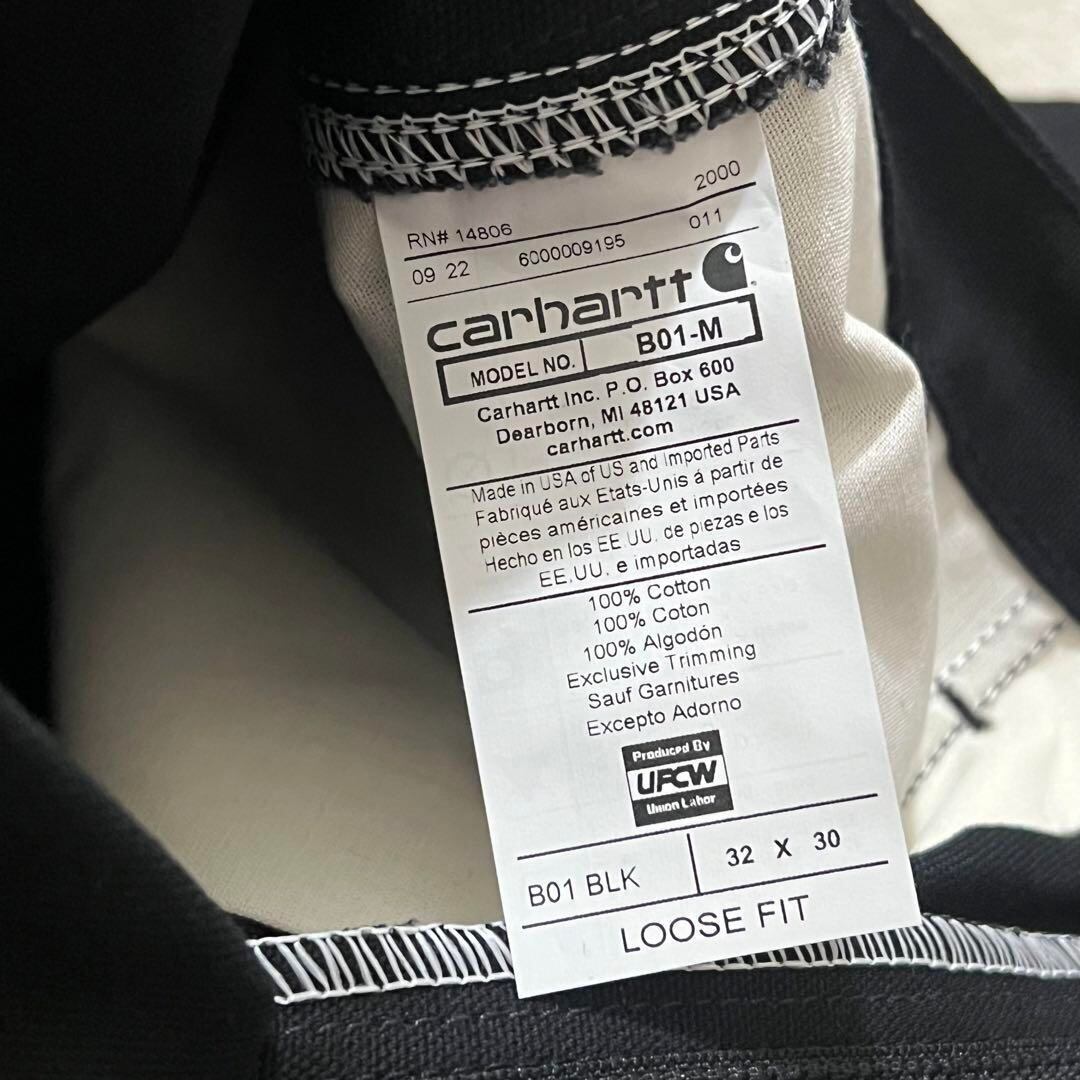 2000
RN# 14806
09 22 6000009195 011
carhartt
MODEL NO. B01-M
Carhartt Inc. P.O. Box 600
Dearborn, MI 48121 USA
carhartt.com
Made in USA of US and Imported Parts
Fabriqué aux Etats-Unis á partir de
pièces américaines et importées
Hecho en los EE.UU. de piezas e los
EE.UU. e importadas
100% Cotton
100% Coton
100% Algodón
Exclusive Trimming
Sauf Garnitures
Excepto Adorno
Produced By
UFCW
Union Labor
B01 BLK 32 X 30
LOOSE FIT